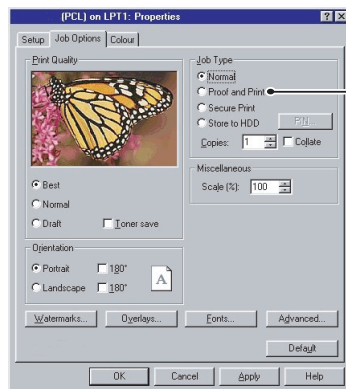 (PCL) on LPT1: Properties
Setup Job Options Colour
Print Quality
Best
Normal
Draft Toner save
Orientation
Portrait 180°
Landscape 180°
A
Job Type
Normal
Proof and Print
Secure Print
Store to HDD PIN...
Copies: 1 Collate
Miscellaneous
Scale (%): 100
Watermarks... Overlays... Fonts... Advanced...
Default
OK Cancel Apply Help